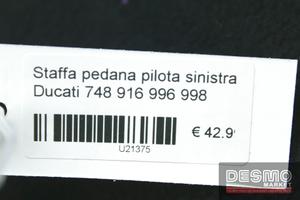 Staffa pedana pilota sinistra
Ducati 748 916 996 998
€ 42.9
U21375
DESMO
MARKET